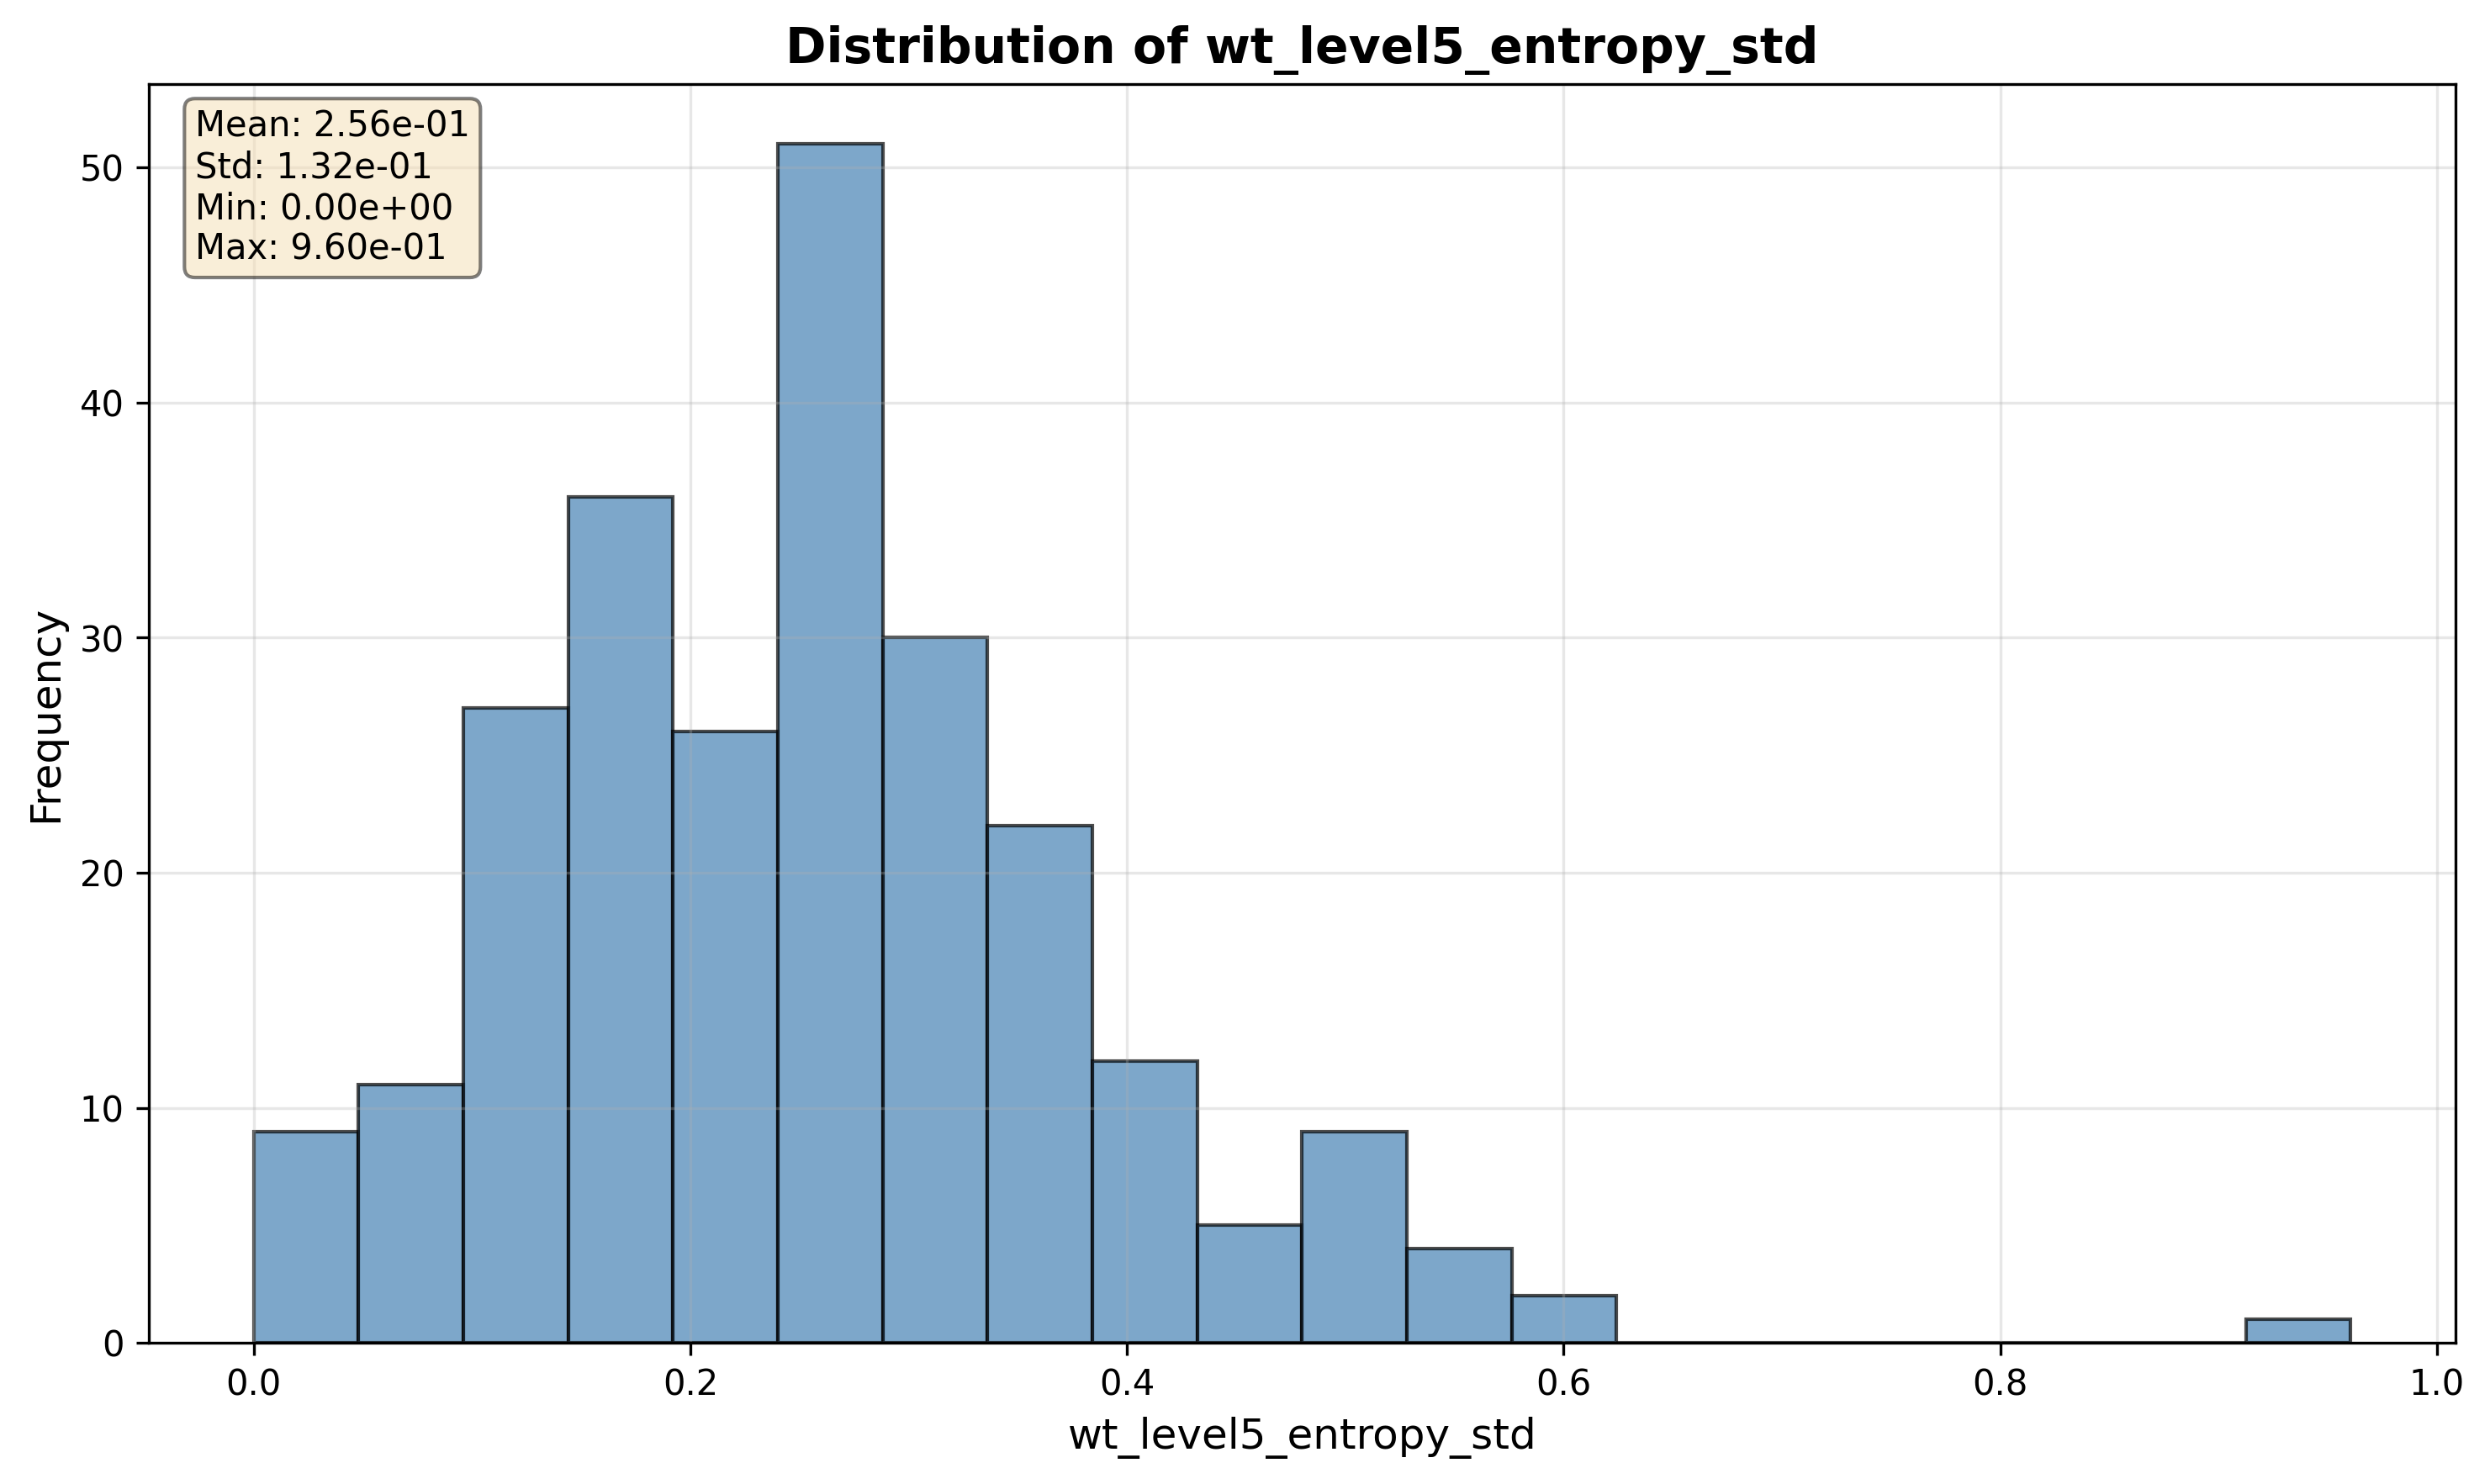 Distribution of wt_level5_entropy_std
Mean: 2.56e-01
Std: 1.32e-01
Min: 0.00e+00
Max: 9.60e-01
Frequency
50
40
30
20
10
0
0.0 0.2 0.4 0.6 0.8 1.0
wt_level5_entropy_std